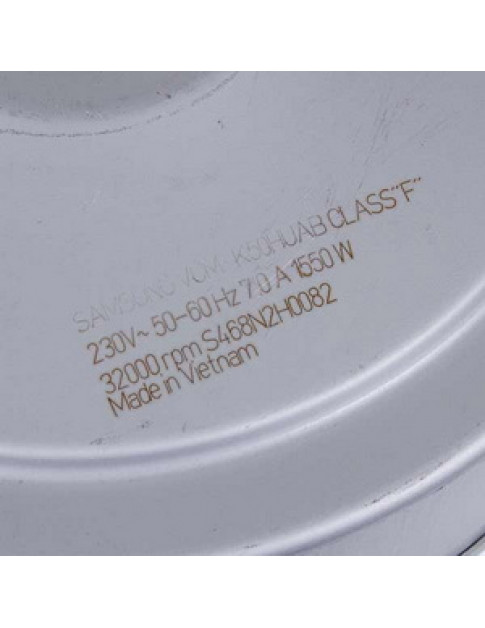 SAMSUNG VCM-K50HUAB CLASS"F"
230V~ 50-60 Hz 7.0 A 1550 W
32000 rpm S468N2H0082
Made in Vietnam